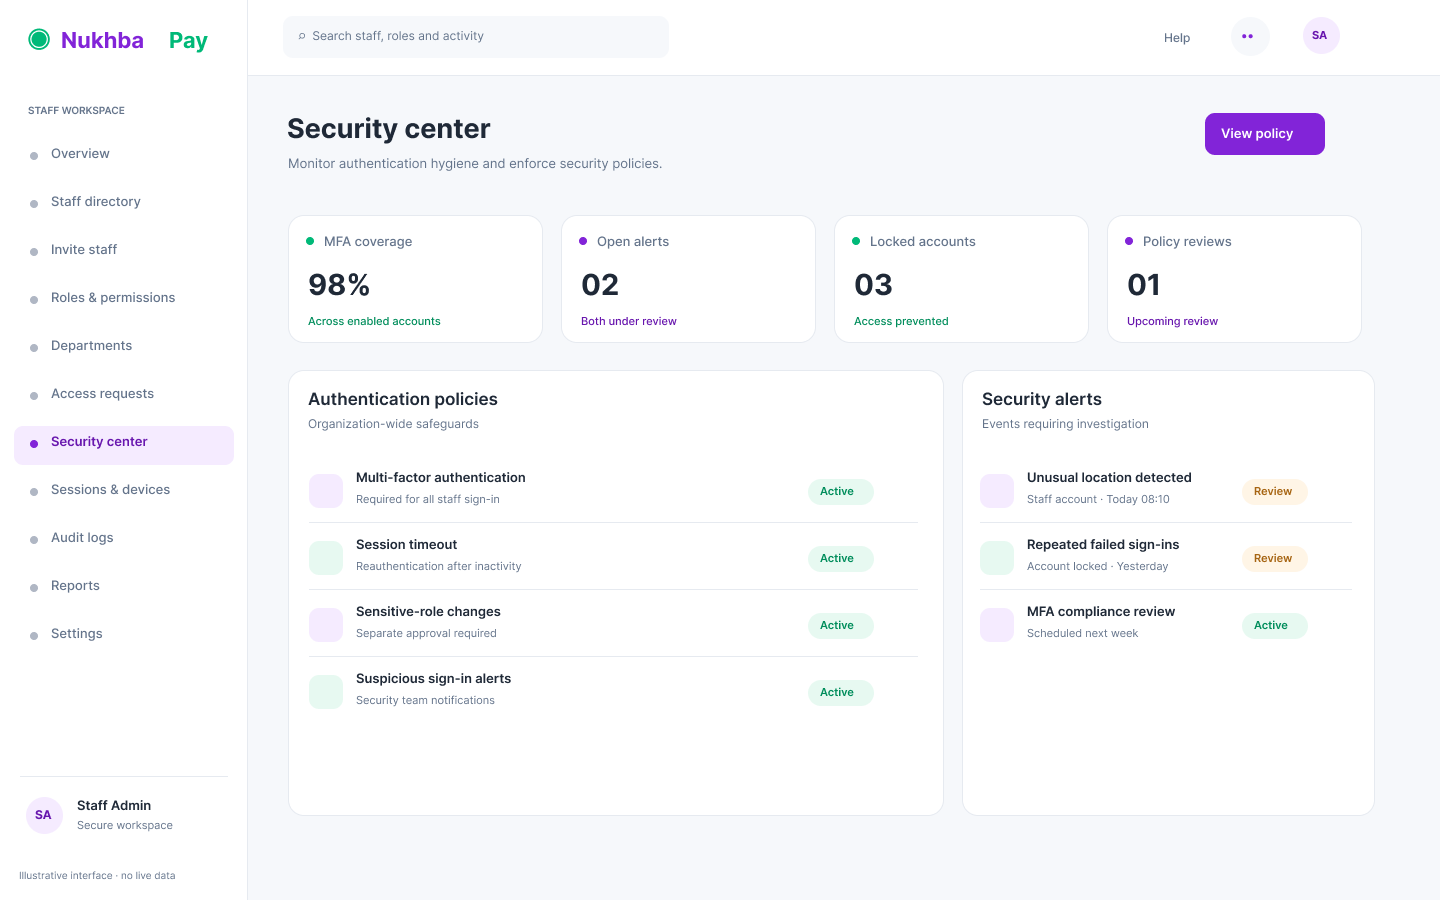 Nukhba Pay
STAFF WORKSPACE
Overview
Staff directory
Invite staff
Roles & permissions
Departments
Access requests
Security center
Sessions & devices
Audit logs
Reports
Settings
SA
Staff Admin
Secure workspace
Illustrative interface · no live data
Search staff, roles and activity
Help
SA
Security center
Monitor authentication hygiene and enforce security policies.
View policy
MFA coverage
98%
Across enabled accounts
Open alerts
02
Both under review
Locked accounts
03
Access prevented
Policy reviews
01
Upcoming review
Authentication policies
Organization-wide safeguards
Multi-factor authentication
Required for all staff sign-in
Active
Session timeout
Reauthentication after inactivity
Active
Sensitive-role changes
Separate approval required
Active
Suspicious sign-in alerts
Security team notifications
Active
Security alerts
Events requiring investigation
Unusual location detected
Staff account · Today 08:10
Review
Repeated failed sign-ins
Account locked · Yesterday
Review
MFA compliance review
Scheduled next week
Active